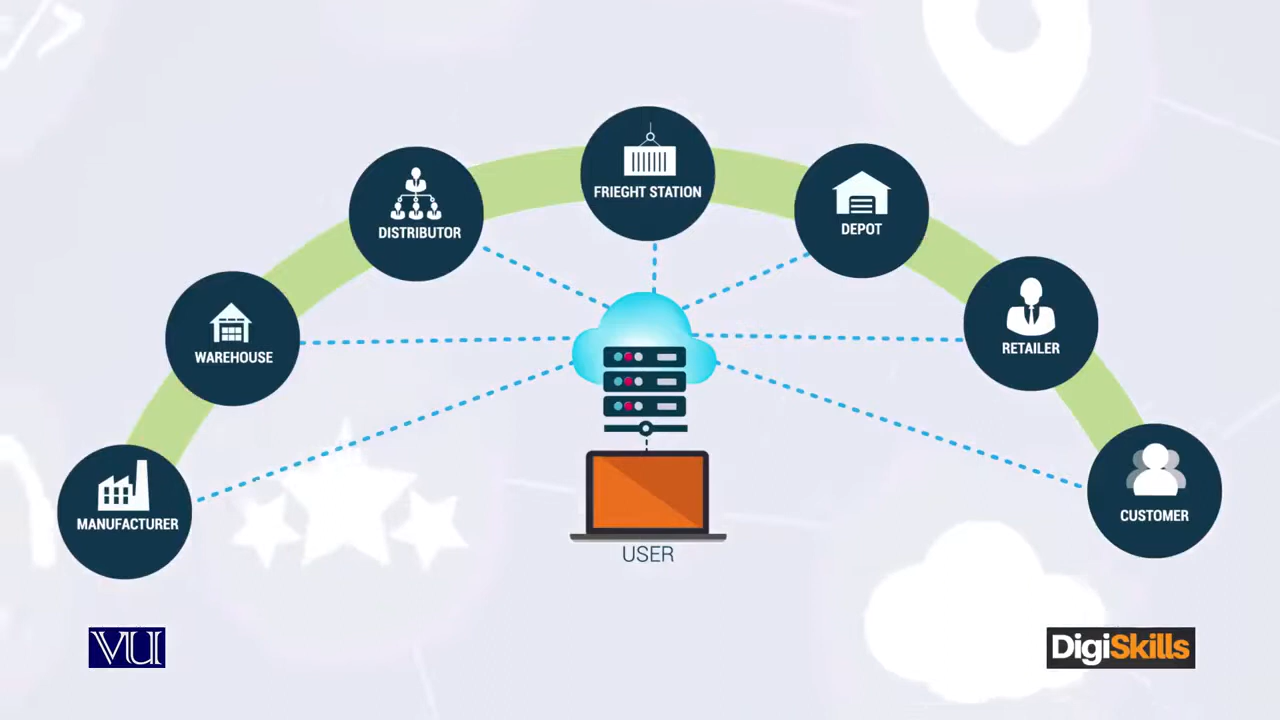 FRIEGHT STATION
DISTRIBUTOR
DEPOT
WAREHOUSE
RETAILER
MANUFACTURER
CUSTOMER
USER
VU
DigiSkills